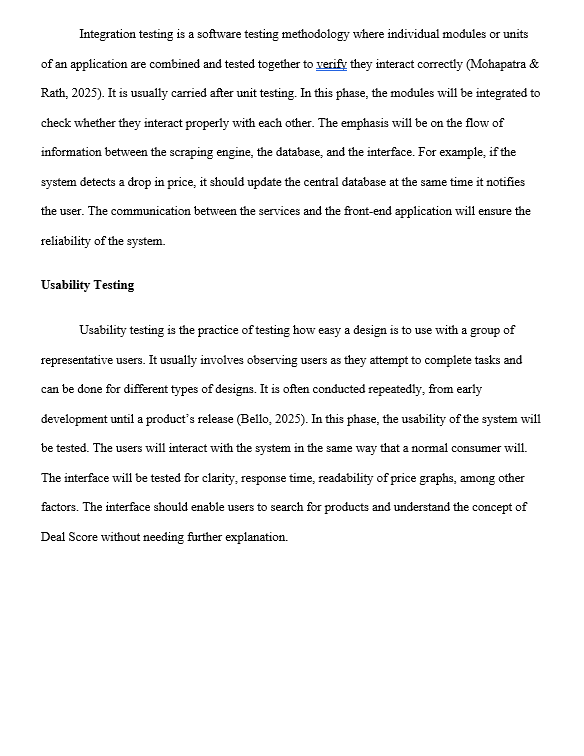 Integration testing is a software testing methodology where individual modules or units
of an application are combined and tested together to verify they interact correctly (Mohapatra &
Rath, 2025). It is usually carried after unit testing. In this phase, the modules will be integrated to
check whether they interact properly with each other. The emphasis will be on the flow of
information between the scraping engine, the database, and the interface. For example, if the
system detects a drop in price, it should update the central database at the same time it notifies
the user. The communication between the services and the front-end application will ensure the
reliability of the system.
Usability Testing
Usability testing is the practice of testing how easy a design is to use with a group of
representative users. It usually involves observing users as they attempt to complete tasks and
can be done for different types of designs. It is often conducted repeatedly, from early
development until a product’s release (Bello, 2025). In this phase, the usability of the system will
be tested. The users will interact with the system in the same way that a normal consumer will.
The interface will be tested for clarity, response time, readability of price graphs, among other
factors. The interface should enable users to search for products and understand the concept of
Deal Score without needing further explanation.